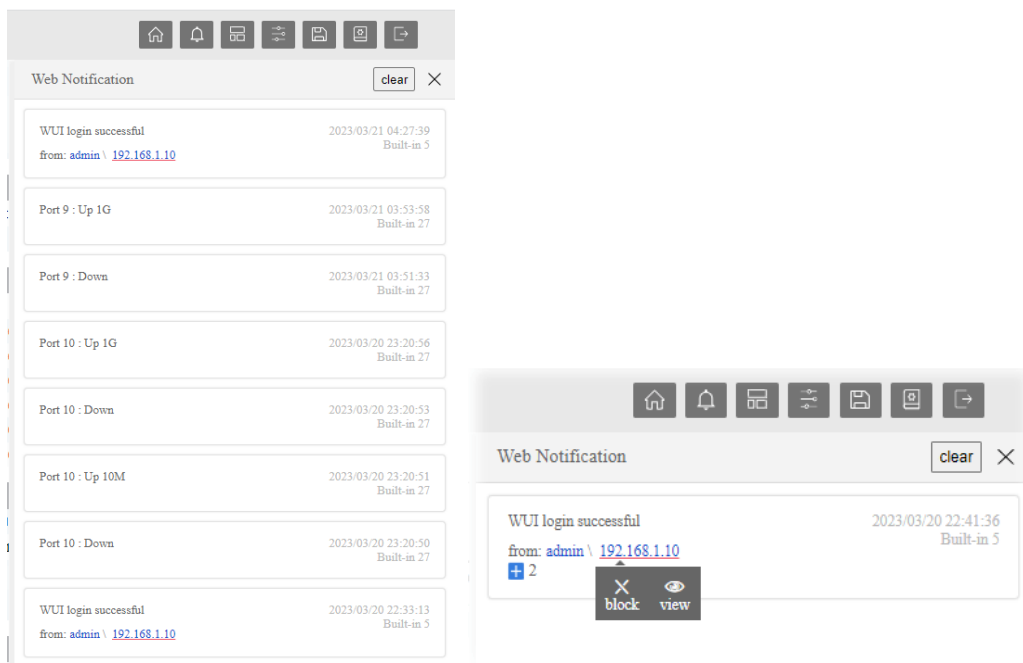 Web Notification clear
WUI login successful 2023/03/21 04:27:39
Built-in 5
from: admin \ 192.168.1.10
Port 9 : Up 1G 2023/03/21 03:53:58
Built-in 27
Port 9 : Down 2023/03/21 03:51:33
Built-in 27
Port 10 : Up 1G 2023/03/20 23:20:56
Built-in 27
Port 10 : Down 2023/03/20 23:20:53
Built-in 27
Port 10 : Up 10M 2023/03/20 23:20:51
Built-in 27
Port 10 : Down 2023/03/20 23:20:50
Built-in 27
WUI login successful 2023/03/20 22:33:13
Built-in 5
from: admin \ 192.168.1.10
Web Notification clear
WUI login successful 2023/03/20 22:41:36
Built-in 5
from: admin \ 192.168.1.10
+ 2
block view